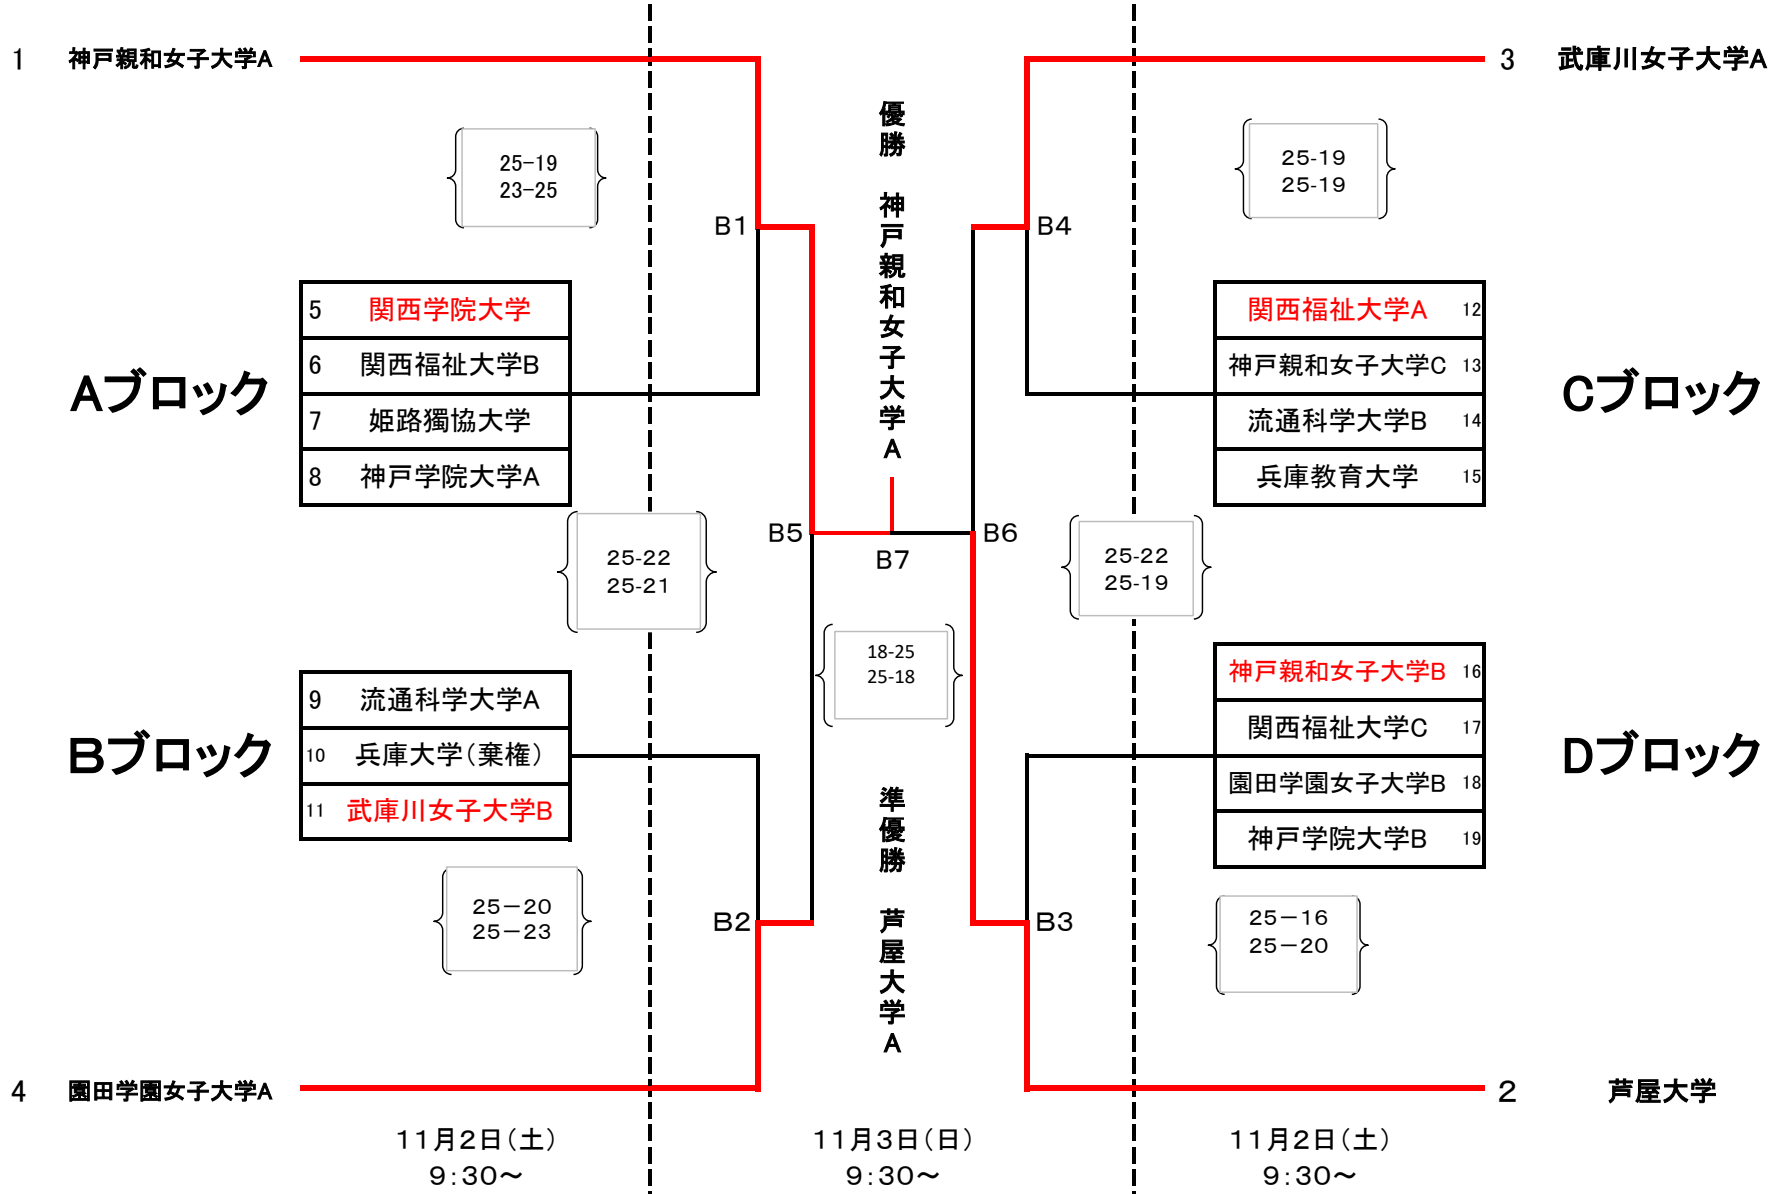 1 神戸親和女子大学A
3 武庫川女子大学A
25−19
23−25
25-19
25-19
優勝　神戸親和女子大学A
B1
B4
Aブロック
5 関西学院大学
6 関西福祉大学B
7 姫路獨協大学
8 神戸学院大学A
関西福祉大学A 12
神戸親和女子大学C 13
流通科学大学B 14
兵庫教育大学 15
Cブロック
B5
B6
B7
25-22
25-21
25-22
25-19
18-25
25-18
Bブロック
9 流通科学大学A
10 兵庫大学（棄権）
11 武庫川女子大学B
神戸親和女子大学B 16
関西福祉大学C 17
園田学園女子大学B 18
神戸学院大学B 19
Dブロック
準優勝　芦屋大学A
25－20
25－23
B2
B3
25－16
25－20
4 園田学園女子大学A
2 芦屋大学
11月2日（土）
9：30～
11月3日（日）
9：30～
11月2日（土）
9：30～